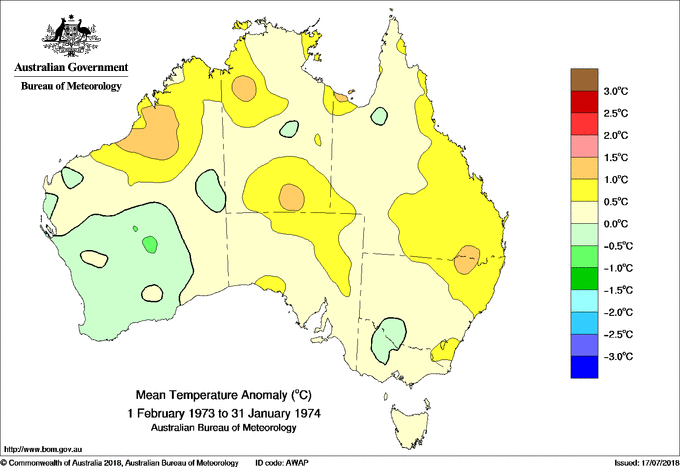 Australian Government
Bureau of Meteorology
3.0°C
2.5°C
2.0°C
1.5°C
1.0°C
0.5°C
0.0°C
-0.5°C
-1.0°C
-1.5°C
-2.0°C
-2.5°C
-3.0°C
Mean Temperature Anomaly (°C)
1 February 1973 to 31 January 1974
Australian Bureau of Meteorology
http://www.bom.gov.au
© Commonwealth of Australia 2018, Australian Bureau of Meteorology ID code: AWAP Issued: 17/07/2018